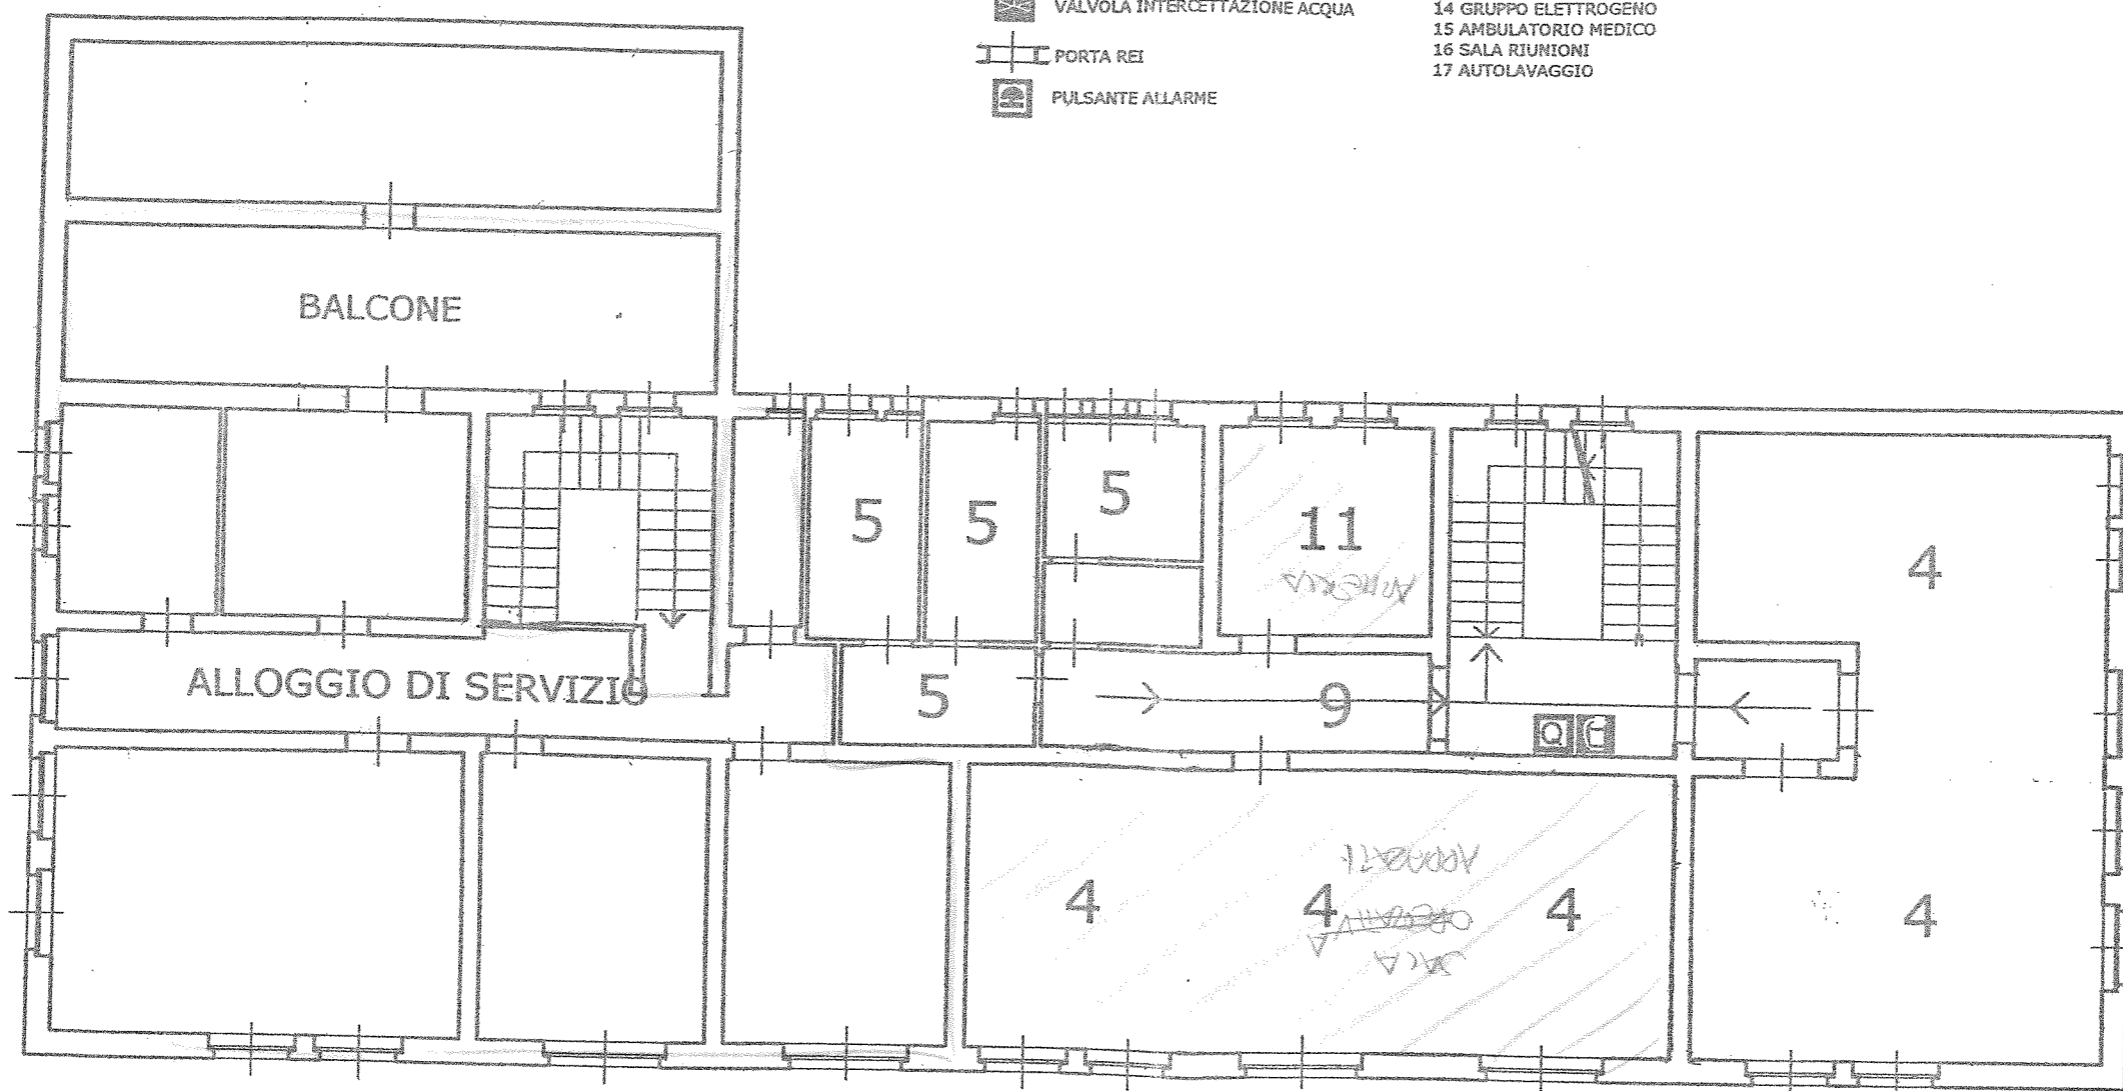 VALVOLA INTERCETTAZIONE ACQUA
PORTA REI
PULSANTE ALLARME
14 GRUPPO ELETTROGENO
15 AMBULATORIO MEDICO
16 SALA RIUNIONI
17 AUTOLAVAGGIO
BALCONE
5
5
5
11
4
ALLOGGIO DI SERVIZIO
5
9
Q
4
4
4
4
SALA